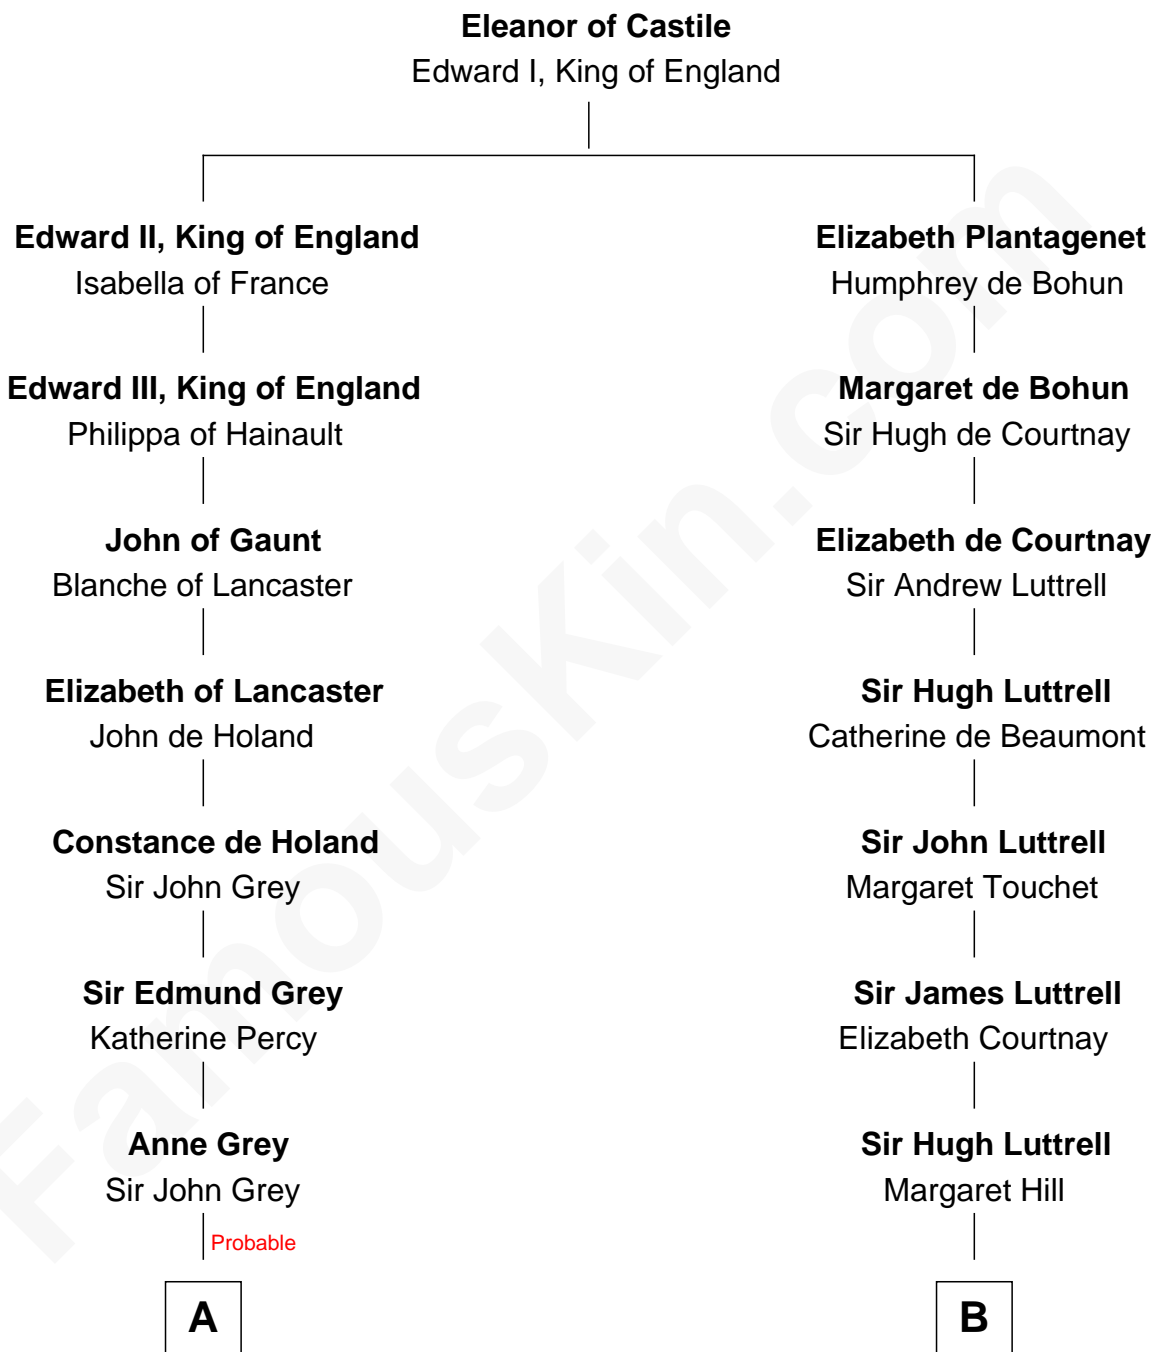 Eleanor of Castile
Edward I, King of England
Edward II, King of England
Isabella of France
Elizabeth Plantagenet
Humphrey de Bohun
Edward III, King of England
Philippa of Hainault
Margaret de Bohun
Sir Hugh de Courtnay
John of Gaunt
Blanche of Lancaster
Elizabeth de Courtnay
Sir Andrew Luttrell
Elizabeth of Lancaster
John de Holand
Sir Hugh Luttrell
Catherine de Beaumont
Constance de Holand
Sir John Grey
Sir John Luttrell
Margaret Touchet
Sir Edmund Grey
Katherine Percy
Sir James Luttrell
Elizabeth Courtnay
Anne Grey
Sir John Grey
Sir Hugh Luttrell
Margaret Hill
Probable
A
B
FamousKin.com